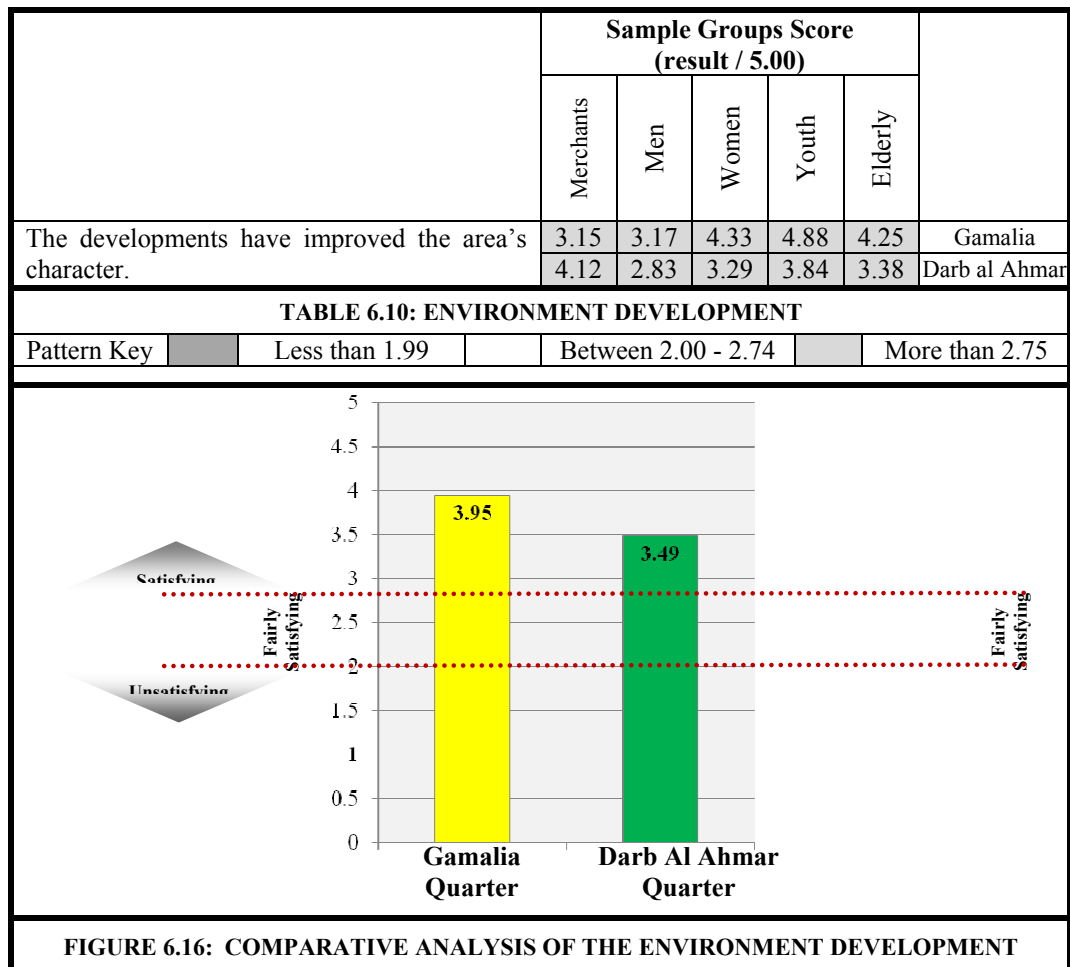 Sample Groups Score
(result / 5.00)
Merchants
Men
Women
Youth
Elderly
The developments have improved the area's
character.
3.15 3.17 4.33 4.88 4.25 Gamalia
4.12 2.83 3.29 3.84 3.38 Darb al Ahmar
TABLE 6.10: ENVIRONMENT DEVELOPMENT
Pattern Key Less than 1.99 Between 2.00 - 2.74 More than 2.75
5
4.5
4
3.95
3.5
3.49
Satisfying
3
Fairly
Satisfying
2.5
Fairly
Satisfying
2
Unsatisfying
1.5
1
0.5
0
Gamalia
Quarter
Darb Al Ahmar
Quarter
FIGURE 6.16: COMPARATIVE ANALYSIS OF THE ENVIRONMENT DEVELOPMENT